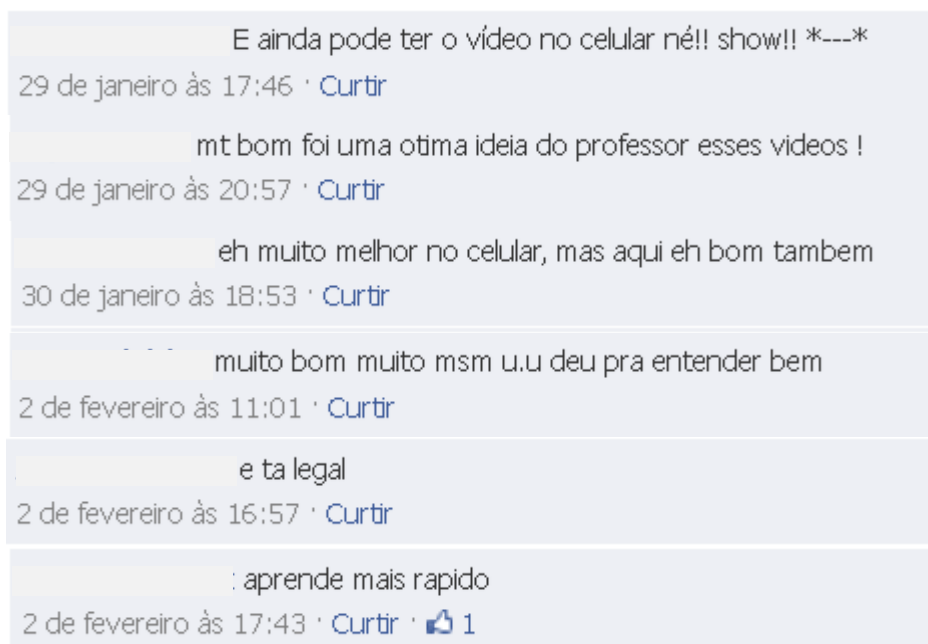 E ainda pode ter o vídeo no celular né!! show!! *---*
29 de janeiro às 17:46 · Curtir
mt bom foi uma otima ideia do professor esses videos !
29 de janeiro às 20:57 · Curtir
eh muito melhor no celular, mas aqui eh bom tambem
30 de janeiro às 18:53 · Curtir
muito bom muito msm u.u deu pra entender bem
2 de fevereiro às 11:01 · Curtir
e ta legal
2 de fevereiro às 16:57 · Curtir
aprende mais rapido
2 de fevereiro às 17:43 · Curtir · 1